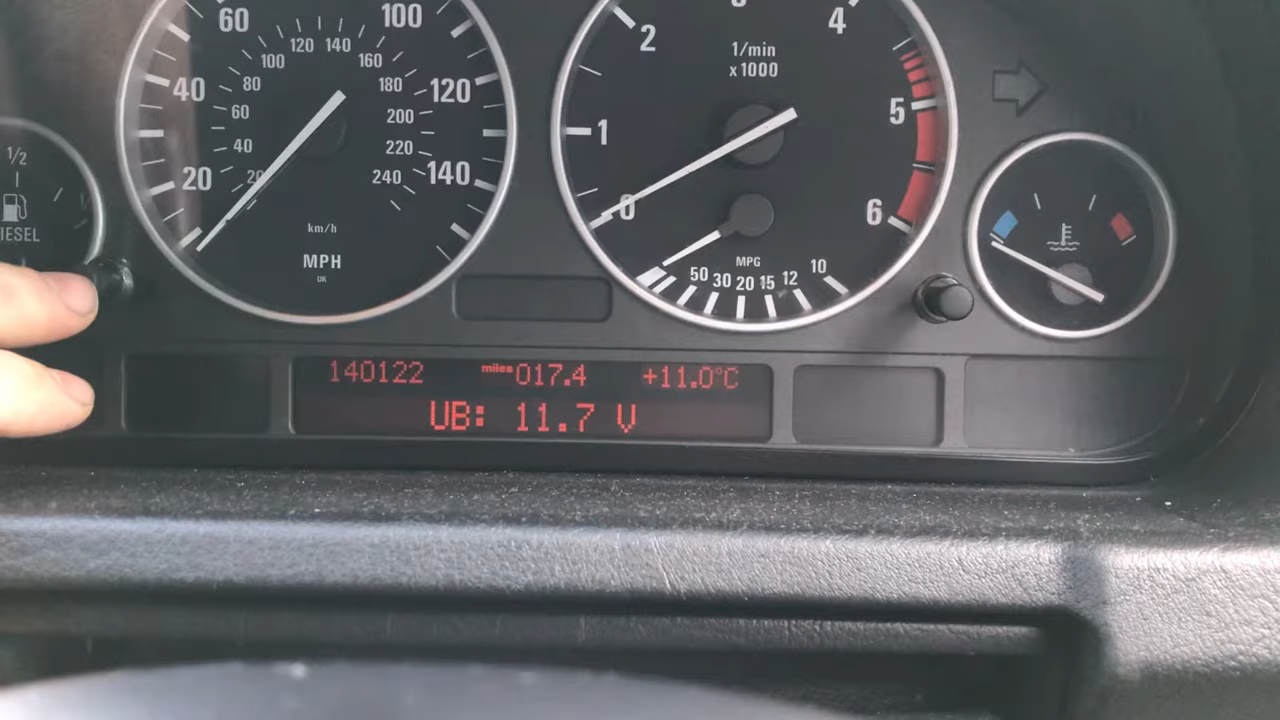 1/2
IESEL
60
100
40
120
20
140
120 140
100
160
80
180
60
200
40
220
20
240
km/h
MPH
UK
2
4
1/min
x1000
1
5
0
6
MPG
50 30 20 15 12 10
140122 miles 017.4 +11.0°C
UB: 11.7 V